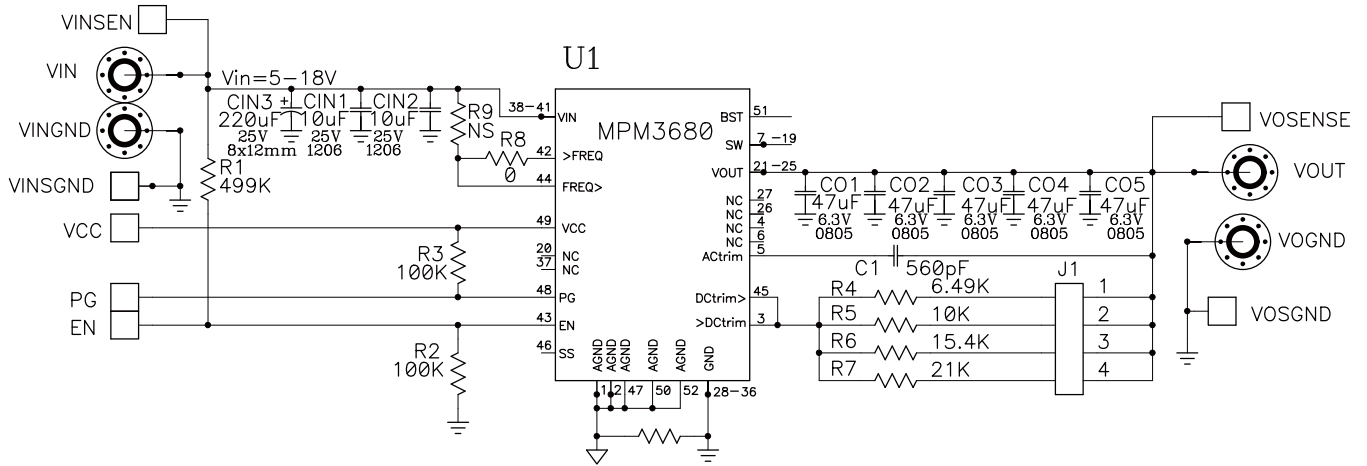 VINSEN
VIN
VINGND
VINSGND
VCC
PG
EN
Vin=5-18V
CIN3 +
220uF
25V
8x12mm
CIN1
10uF
25V
1206
CIN2
10uF
25V
1206
R9
NS
R8
0
R1
499K
R3
100K
R2
100K
U1
MPM3680
38-41
VIN
42
>FREQ
44
FREQ>
49
VCC
20
NC
37
NC
48
PG
43
EN
46
SS
AGND
AGND
AGND
AGND
AGND
GND
1
2
47
50
52
28-36
BST
51
SW
7-19
VOUT
21-25
NC
27
NC
26
NC
4
NC
6
ACtrim
5
DCtrim>
45
>DCtrim
3
CO1
47uF
6.3V
0805
CO2
47uF
6.3V
0805
CO3
47uF
6.3V
0805
CO4
47uF
6.3V
0805
CO5
47uF
6.3V
0805
C1
560pF
R4
6.49K
R5
10K
R6
15.4K
R7
21K
J1
1
2
3
4
VOSENSE
VOUT
VOGND
VOSGND